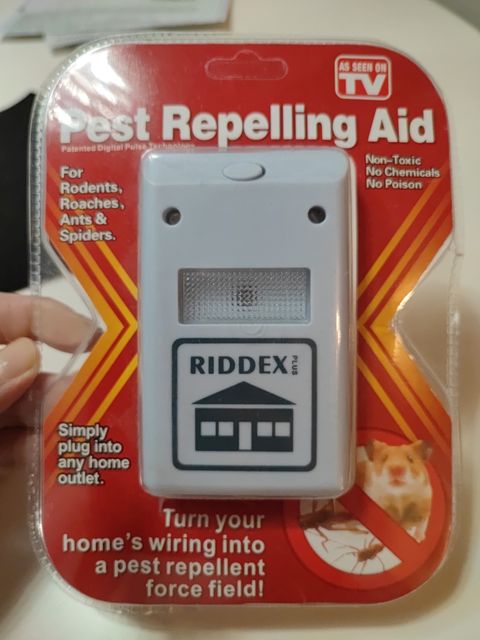 AS SEEN ON
TV
Pest Repelling Aid
Patented Digital Pulse Technology
For
Rodents,
Roaches,
Ants &
Spiders.
Non-Toxic
No Chemicals
No Poison
RIDDEX PLUS
Simply
plug into
any home
outlet.
Turn your
home's wiring into
a pest repellent
force field!